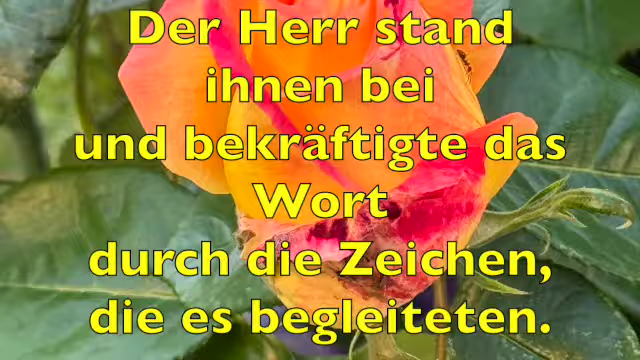 Der Herr stand
ihnen bei
und bekräftigte das
Wort
durch die Zeichen,
die es begleiteten.